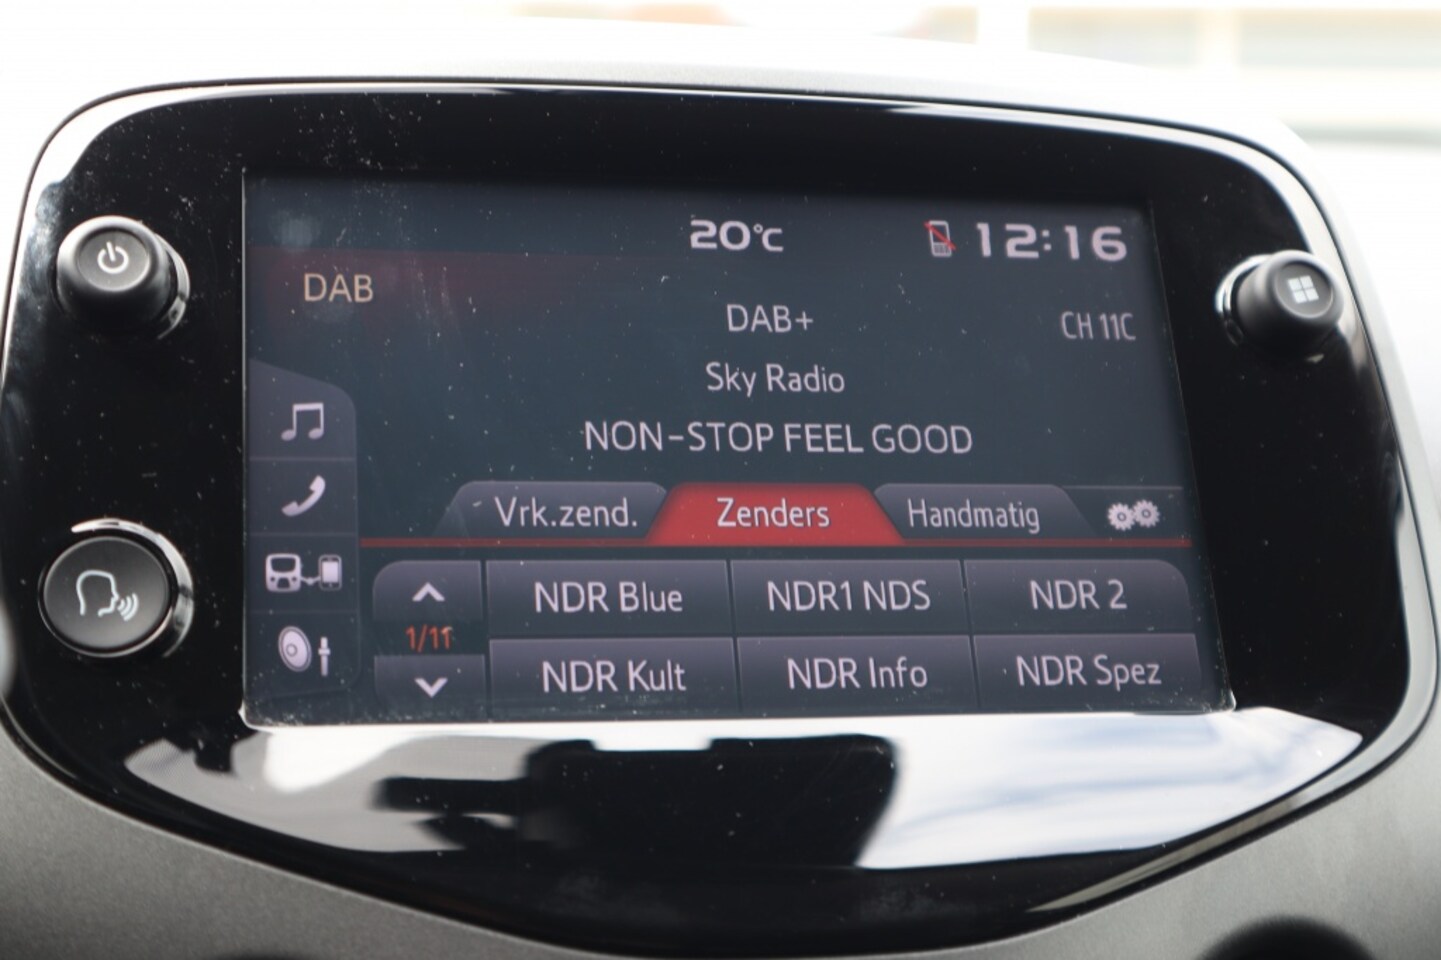 20°C 12:16
DAB
DAB+ CH 11C
Sky Radio
NON-STOP FEEL GOOD
Vrk.zend. Zenders Handmatig
NDR Blue NDR1 NDS NDR 2
1/11
NDR Kult NDR Info NDR Spez